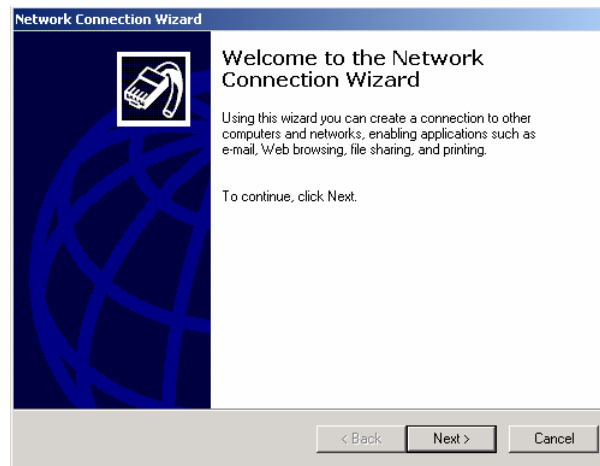 Network Connection Wizard
Welcome to the Network
Connection Wizard
Using this wizard you can create a connection to other
computers and networks, enabling applications such as
e-mail, Web browsing, file sharing, and printing.
To continue, click Next.
< Back
Next >
Cancel